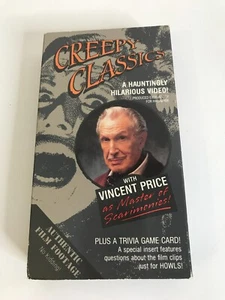 CREEPY
CLASSICS
A HAUNTINGLY
HILARIOUS VIDEO!
WITH
VINCENT PRICE
as Master of
Scarimonies!
AUTHENTIC
FILM FOOTAGE
PLUS A TRIVIA GAME CARD!
A special insert features
questions about the film clips
just for HOWLS!